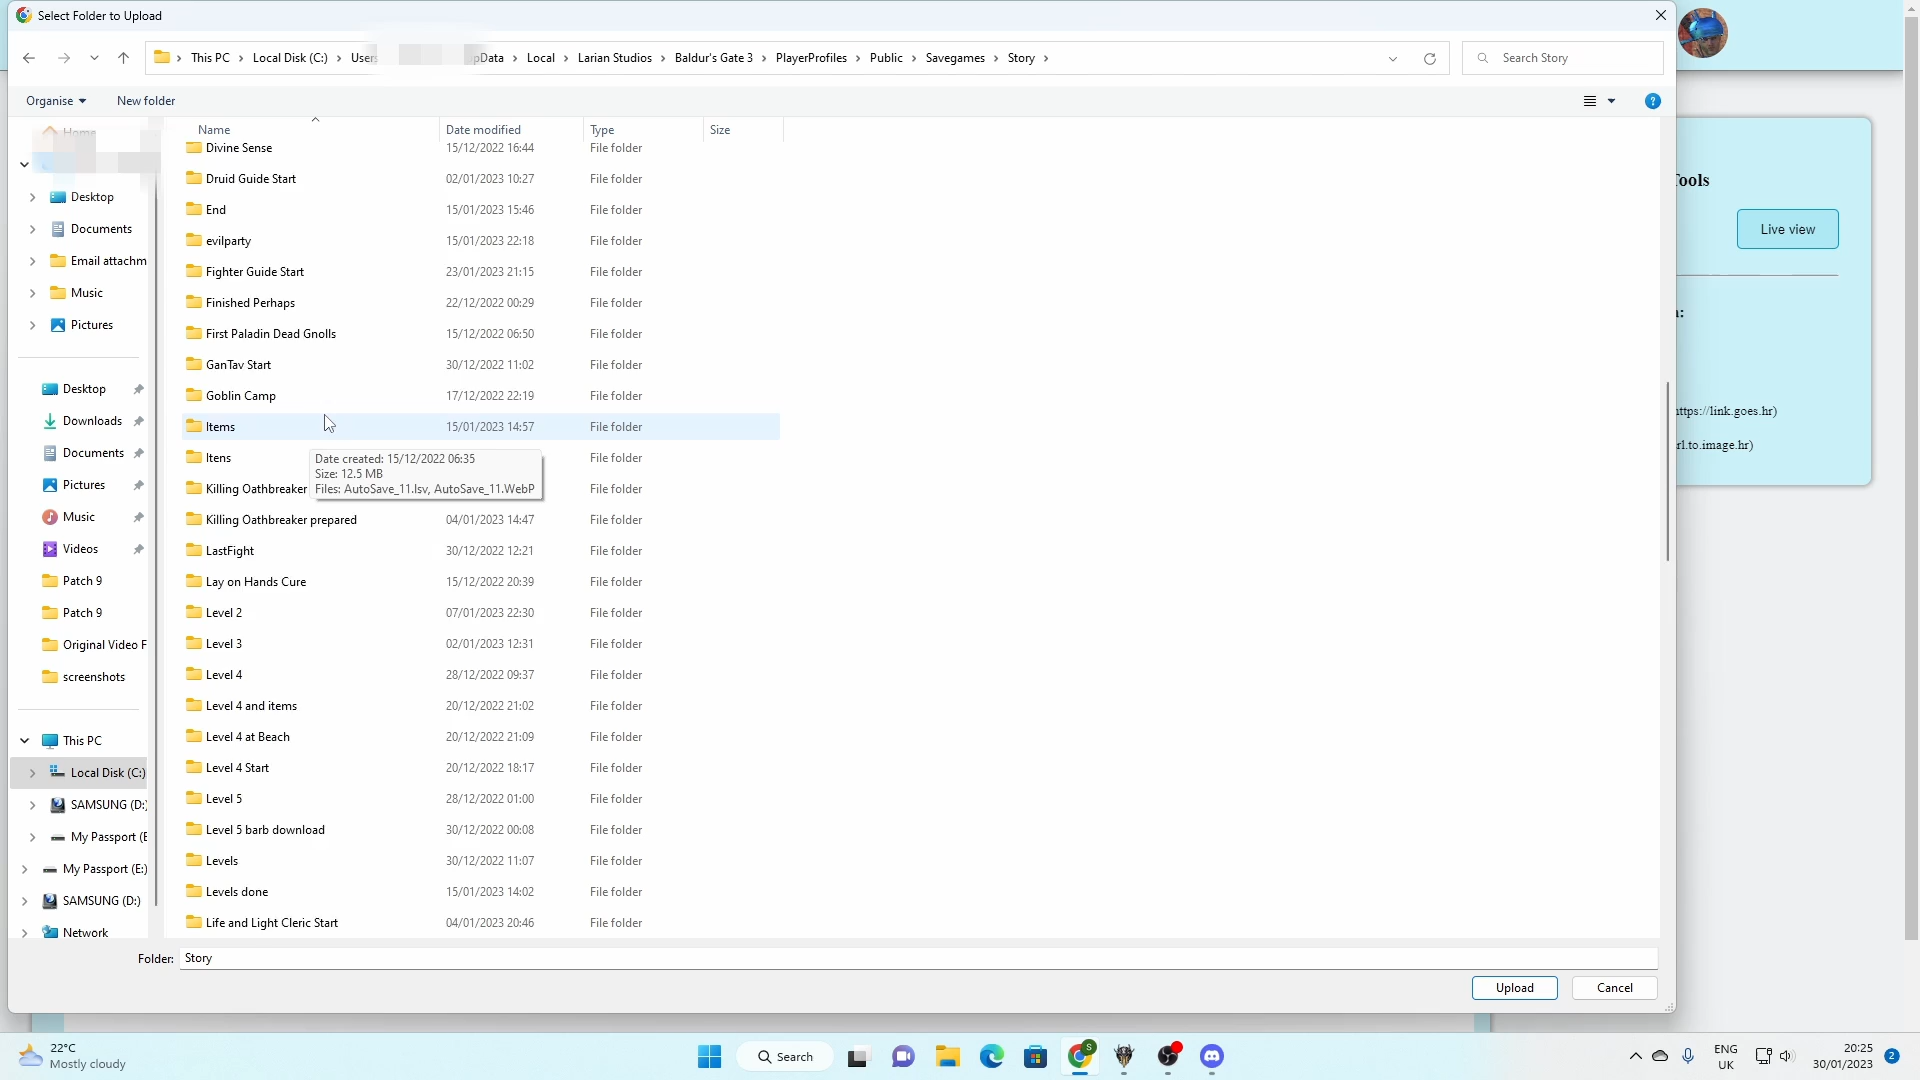 Select Folder to Upload
This PC > Local Disk (C:) > Users pData > Local > Larian Studios > Baldur's Gate 3 > PlayerProfiles > Public > Savegames > Story >
Search Story
Organise
New folder
Home
Desktop
Documents
Email attachm
Music
Pictures
Desktop
Downloads
Documents
Pictures
Music
Videos
Patch 9
Patch 9
Original Video F
screenshots
This PC
Local Disk (C:)
SAMSUNG (D:)
My Passport (E
My Passport (E:)
SAMSUNG (D:)
Network
Name Date modified Type Size
Divine Sense 15/12/2022 16:44 File folder
Druid Guide Start 02/01/2023 10:27 File folder
End 15/01/2023 15:46 File folder
evilparty 15/01/2023 22:18 File folder
Fighter Guide Start 23/01/2023 21:15 File folder
Finished Perhaps 22/12/2022 00:29 File folder
First Paladin Dead Gnolls 15/12/2022 06:50 File folder
GanTav Start 30/12/2022 11:02 File folder
Goblin Camp 17/12/2022 22:19 File folder
Items 15/01/2023 14:57 File folder
Itens File folder
Date created: 15/12/2022 06:35
Size: 12.5 MB
Files: AutoSave_11.lsv, AutoSave_11.WebP
Killing Oathbreaker File folder
Killing Oathbreaker prepared 04/01/2023 14:47 File folder
LastFight 30/12/2022 12:21 File folder
Lay on Hands Cure 15/12/2022 20:39 File folder
Level 2 07/01/2023 22:30 File folder
Level 3 02/01/2023 12:31 File folder
Level 4 28/12/2022 09:37 File folder
Level 4 and items 20/12/2022 21:02 File folder
Level 4 at Beach 20/12/2022 21:09 File folder
Level 4 Start 20/12/2022 18:17 File folder
Level 5 28/12/2022 01:00 File folder
Level 5 barb download 30/12/2022 00:08 File folder
Levels 30/12/2022 11:07 File folder
Levels done 15/01/2023 14:02 File folder
Life and Light Cleric Start 04/01/2023 20:46 File folder
Folder: Story
Upload
Cancel
Tools
Live view
ttps://link.goes.hr)
rl.to.image.hr)
22°C
Mostly cloudy
Search
S
ENG
UK
20:25
30/01/2023
2